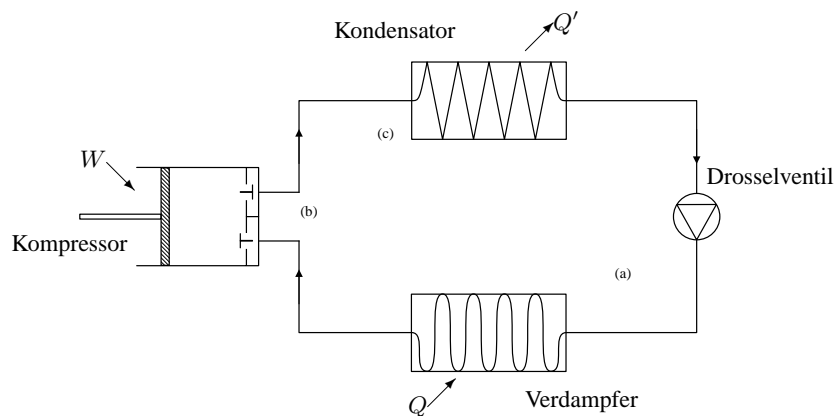 Kondensator
Q′
(c)
W
Drosselventil
(b)
Kompressor
(a)
Q
Verdampfer